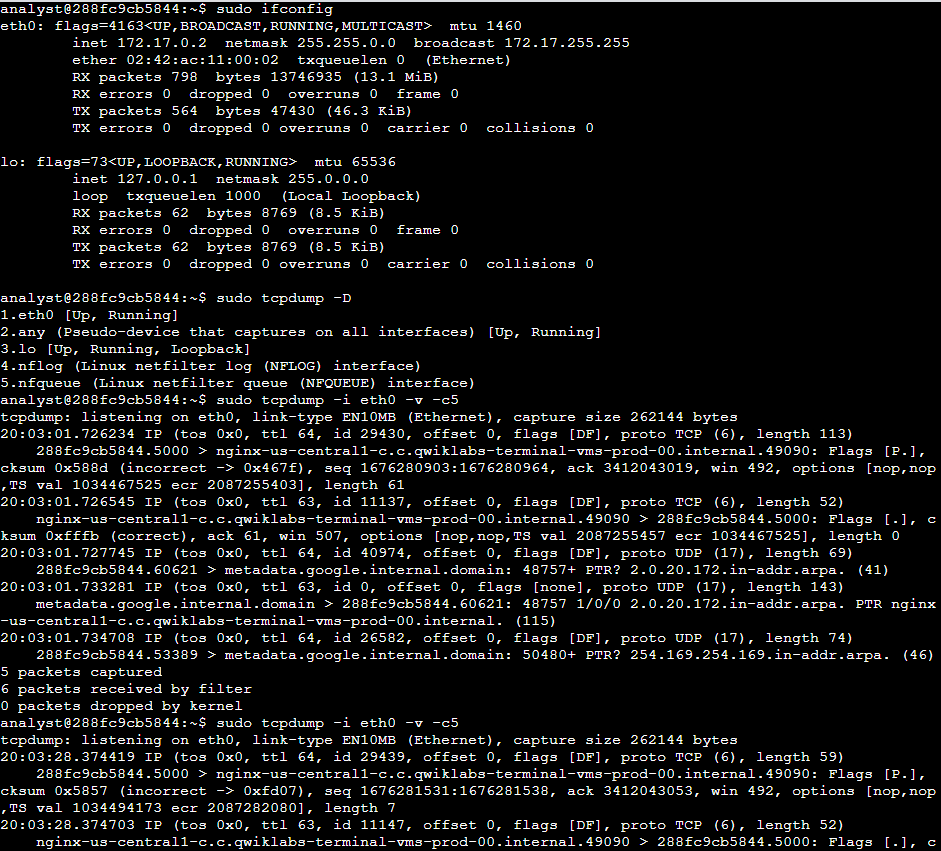 analyst@288fc9cb5844:~$ sudo ifconfig
eth0: flags=4163<UP,BROADCAST,RUNNING,MULTICAST>  mtu 1460
        inet 172.17.0.2  netmask 255.255.0.0  broadcast 172.17.255.255
        ether 02:42:ac:11:00:02  txqueuelen 0  (Ethernet)
        RX packets 798  bytes 13746935 (13.1 MiB)
        RX errors 0  dropped 0  overruns 0  frame 0
        TX packets 564  bytes 47430 (46.3 KiB)
        TX errors 0  dropped 0 overruns 0  carrier 0  collisions 0

lo: flags=73<UP,LOOPBACK,RUNNING>  mtu 65536
        inet 127.0.0.1  netmask 255.0.0.0
        loop  txqueuelen 1000  (Local Loopback)
        RX packets 62  bytes 8769 (8.5 KiB)
        RX errors 0  dropped 0  overruns 0  frame 0
        TX packets 62  bytes 8769 (8.5 KiB)
        TX errors 0  dropped 0 overruns 0  carrier 0  collisions 0

analyst@288fc9cb5844:~$ sudo tcpdump -D
1.eth0 [Up, Running]
2.any (Pseudo-device that captures on all interfaces) [Up, Running]
3.lo [Up, Running, Loopback]
4.nflog (Linux netfilter log (NFLOG) interface)
5.nfqueue (Linux netfilter queue (NFQUEUE) interface)
analyst@288fc9cb5844:~$ sudo tcpdump -i eth0 -v -c5
tcpdump: listening on eth0, link-type EN10MB (Ethernet), capture size 262144 bytes
20:03:01.726234 IP (tos 0x0, ttl 64, id 29430, offset 0, flags [DF], proto TCP (6), length 113)
    288fc9cb5844.5000 > nginx-us-central1-c.c.qwiklabs-terminal-vms-prod-00.internal.49090: Flags [P.],
cksum 0x588d (incorrect -> 0x467f), seq 1676280903:1676280964, ack 3412043019, win 492, options [nop,nop
,TS val 1034467525 ecr 2087255403], length 61
20:03:01.726545 IP (tos 0x0, ttl 63, id 11137, offset 0, flags [DF], proto TCP (6), length 52)
    nginx-us-central1-c.c.qwiklabs-terminal-vms-prod-00.internal.49090 > 288fc9cb5844.5000: Flags [.], c
ksum 0xfffb (correct), ack 61, win 507, options [nop,nop,TS val 2087255457 ecr 1034467525], length 0
20:03:01.727745 IP (tos 0x0, ttl 64, id 40974, offset 0, flags [DF], proto UDP (17), length 69)
    288fc9cb5844.60621 > metadata.google.internal.domain: 48757+ PTR? 2.0.20.172.in-addr.arpa. (41)
20:03:01.733281 IP (tos 0x0, ttl 63, id 0, offset 0, flags [none], proto UDP (17), length 143)
    metadata.google.internal.domain > 288fc9cb5844.60621: 48757 1/0/0 2.0.20.172.in-addr.arpa. PTR nginx
-us-central1-c.c.qwiklabs-terminal-vms-prod-00.internal. (115)
20:03:01.734708 IP (tos 0x0, ttl 64, id 26582, offset 0, flags [DF], proto UDP (17), length 74)
    288fc9cb5844.53389 > metadata.google.internal.domain: 50480+ PTR? 254.169.254.169.in-addr.arpa. (46)
5 packets captured
6 packets received by filter
0 packets dropped by kernel
analyst@288fc9cb5844:~$ sudo tcpdump -i eth0 -v -c5
tcpdump: listening on eth0, link-type EN10MB (Ethernet), capture size 262144 bytes
20:03:28.374419 IP (tos 0x0, ttl 64, id 29439, offset 0, flags [DF], proto TCP (6), length 59)
    288fc9cb5844.5000 > nginx-us-central1-c.c.qwiklabs-terminal-vms-prod-00.internal.49090: Flags [P.],
cksum 0x5857 (incorrect -> 0xfd07), seq 1676281531:1676281538, ack 3412043053, win 492, options [nop,nop
,TS val 1034494173 ecr 2087282080], length 7
20:03:28.374703 IP (tos 0x0, ttl 63, id 11147, offset 0, flags [DF], proto TCP (6), length 52)
    nginx-us-central1-c.c.qwiklabs-terminal-vms-prod-00.internal.49090 > 288fc9cb5844.5000: Flags [.], c